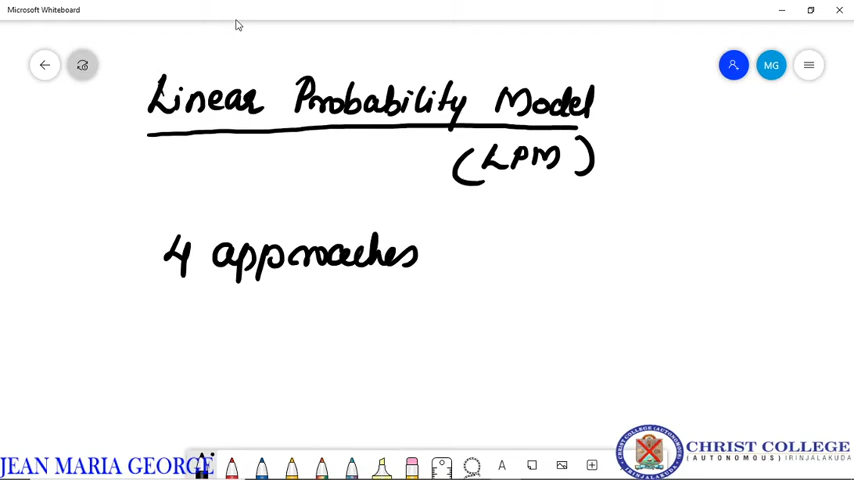 Microsoft Whiteboard
MG
Linear Probability Model
(LPM)
4 approaches
JEAN MARIA GEORGE
CHRIST COLLEGE
(AUTONOMOUS) IRINJALAKUDA